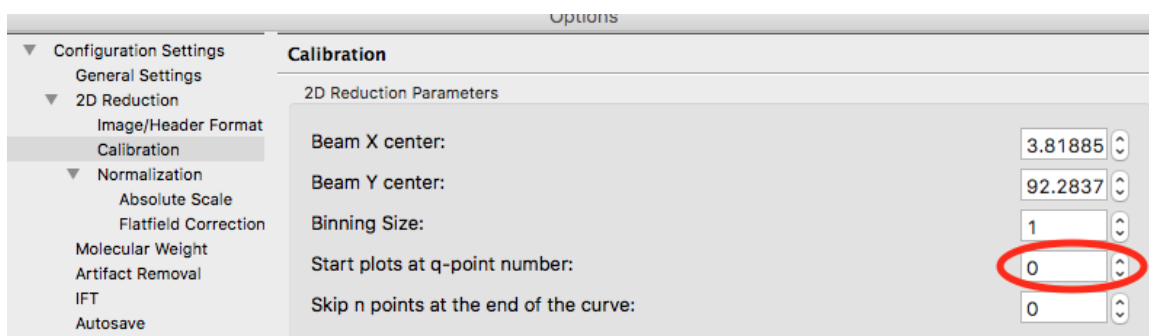 Options
Configuration Settings
General Settings
2D Reduction
Image/Header Format
Calibration
Normalization
Absolute Scale
Flatfield Correction
Molecular Weight
Artifact Removal
IFT
Autosave
Calibration
2D Reduction Parameters
Beam X center: 3.81885
Beam Y center: 92.2837
Binning Size: 1
Start plots at q-point number: 0
Skip n points at the end of the curve: 0